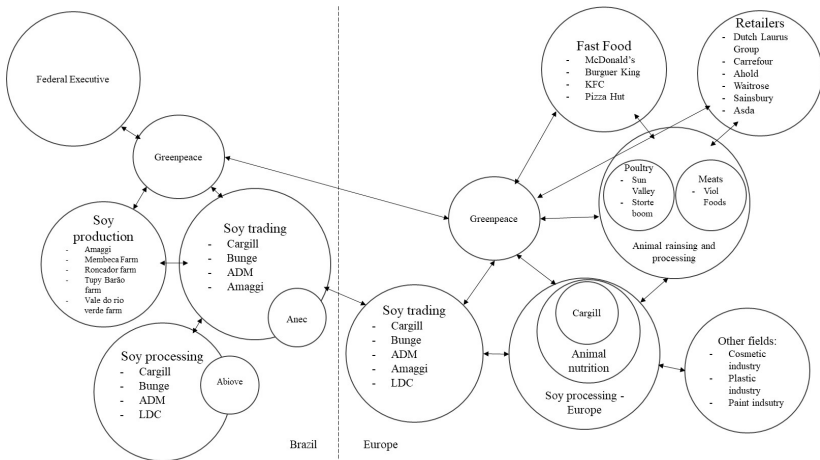 Federal Executive
Greenpeace
Soy
production
- Amaggi
- Membeca Farm
- Roncador farm
- Tupy Barão
farm
- Vale do rio
verde farm
Soy trading
- Cargill
- Bunge
- ADM
- Amaggi
Anec
Soy processing
- Cargill
- Bunge
- ADM
- LDC
Abiove
Brazil
Europe
Fast Food
- McDonald's
- Burguer King
- KFC
- Pizza Hut
Retailers
- Dutch Laurus
Group
- Carrefour
- Ahold
- Waitrose
- Sainsbury
- Asda
Greenpeace
Poultry
- Sun
Valley
- Storte
boom
Meats
- Viol
Foods
Animal rainsing and
processing
Soy trading
- Cargill
- Bunge
- ADM
- Amaggi
- LDC
Cargill
Animal
nutrition
Soy processing -
Europe
Other fields:
- Cosmetic
industry
- Plastic
industry
- Paint indsutry